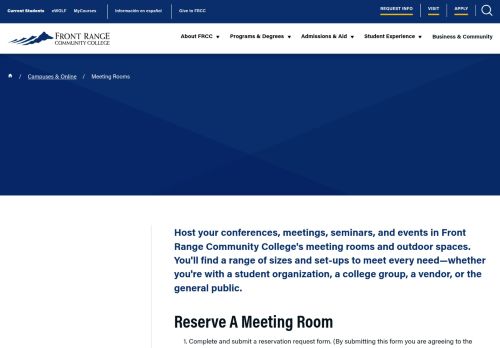 Current Students eWOLF MyCourses Información en español Give to FRCC REQUEST INFO VISIT APPLY
FRONT RANGE
COMMUNITY COLLEGE
About FRCC Programs & Degrees Admissions & Aid Student Experience Business & Community
/ Campuses & Online / Meeting Rooms
Host your conferences, meetings, seminars, and events in Front
Range Community College's meeting rooms and outdoor spaces.
You'll find a range of sizes and set-ups to meet every need—whether
you're with a student organization, a college group, a vendor, or the
general public.
Reserve A Meeting Room
1. Complete and submit a reservation request form. (By submitting this form you are agreeing to the